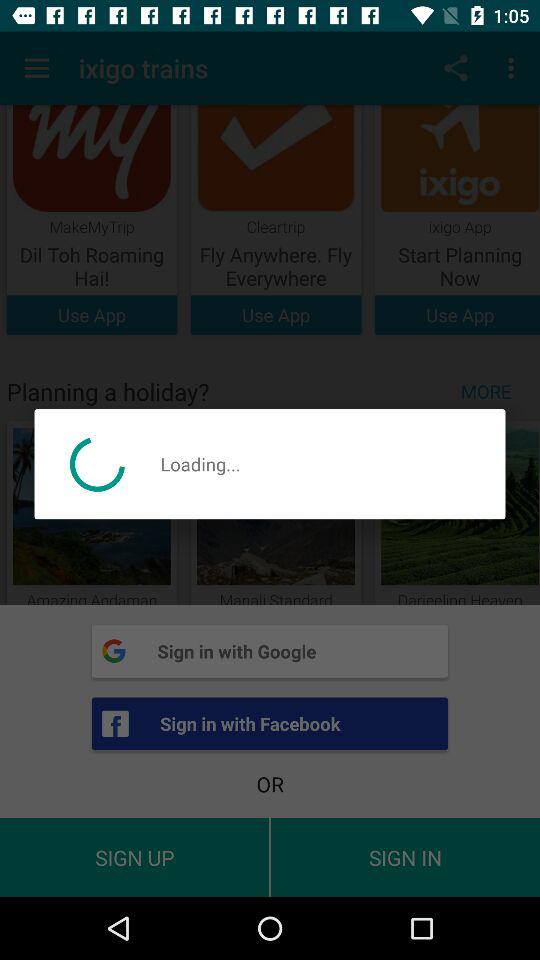 1:05
ixigo trains
my
ixigo
MakeMyTrip
Cleartrip
ixigo App
Dil Toh Roaming Hai!
Fly Anywhere. Fly Everywhere
Start Planning Now
Use App
Use App
Use App
Planning a holiday?
MORE
Loading...
Amazing Andaman
Manali Standard
Darjeeling Heaven
Sign in with Google
Sign in with Facebook
OR
SIGN UP
SIGN IN